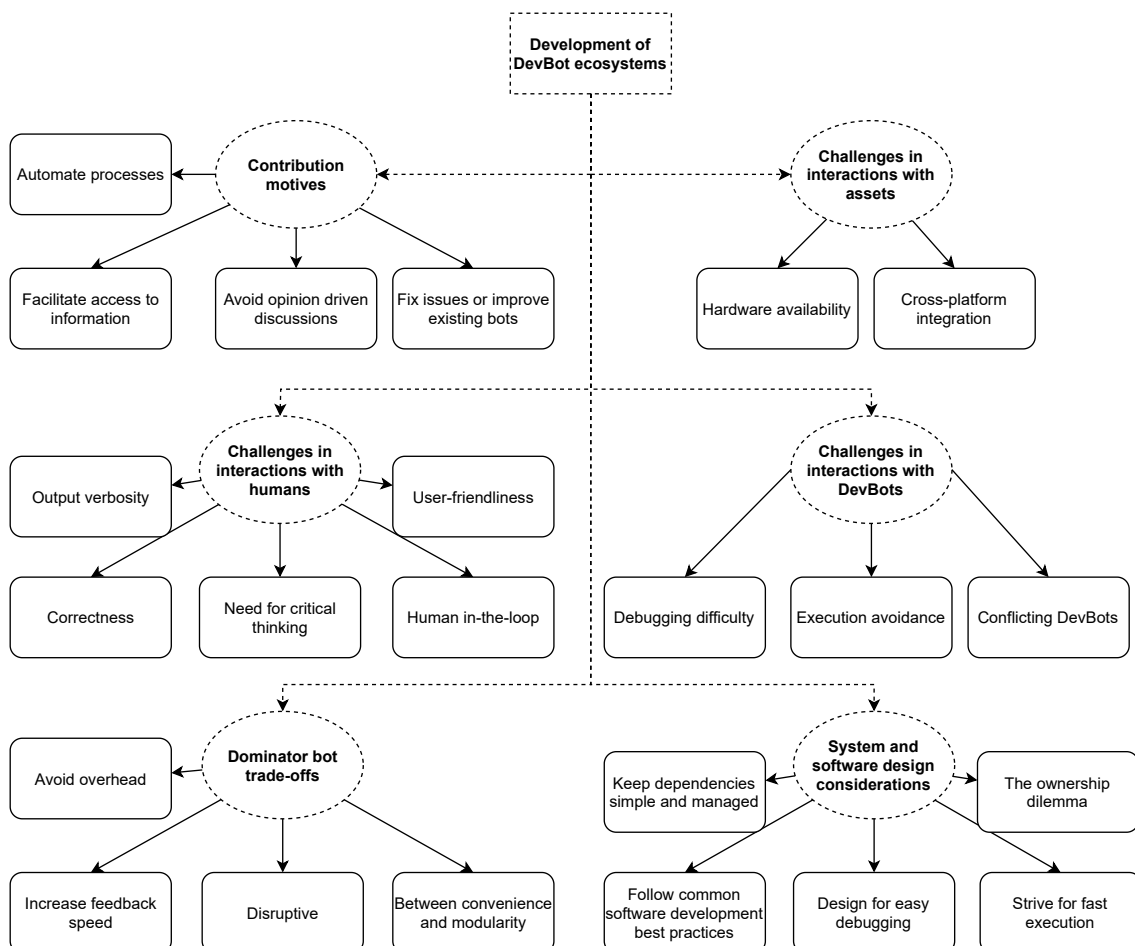 Development of
DevBot ecosystems
Automate processes
Contribution
motives
Challenges in
interactions with
assets
Facilitate access to
information
Avoid opinion driven
discussions
Fix issues or improve
existing bots
Hardware availability
Cross-platform
integration
Output verbosity
Challenges in
interactions with
humans
User-friendliness
Challenges in
interactions with
DevBots
Correctness
Need for critical
thinking
Human in-the-loop
Debugging difficulty
Execution avoidance
Conflicting DevBots
Avoid overhead
Dominator bot
trade-offs
Keep dependencies
simple and managed
System and
software design
considerations
The ownership
dilemma
Increase feedback
speed
Disruptive
Between convenience
and modularity
Follow common
software development
best practices
Design for easy
debugging
Strive for fast
execution